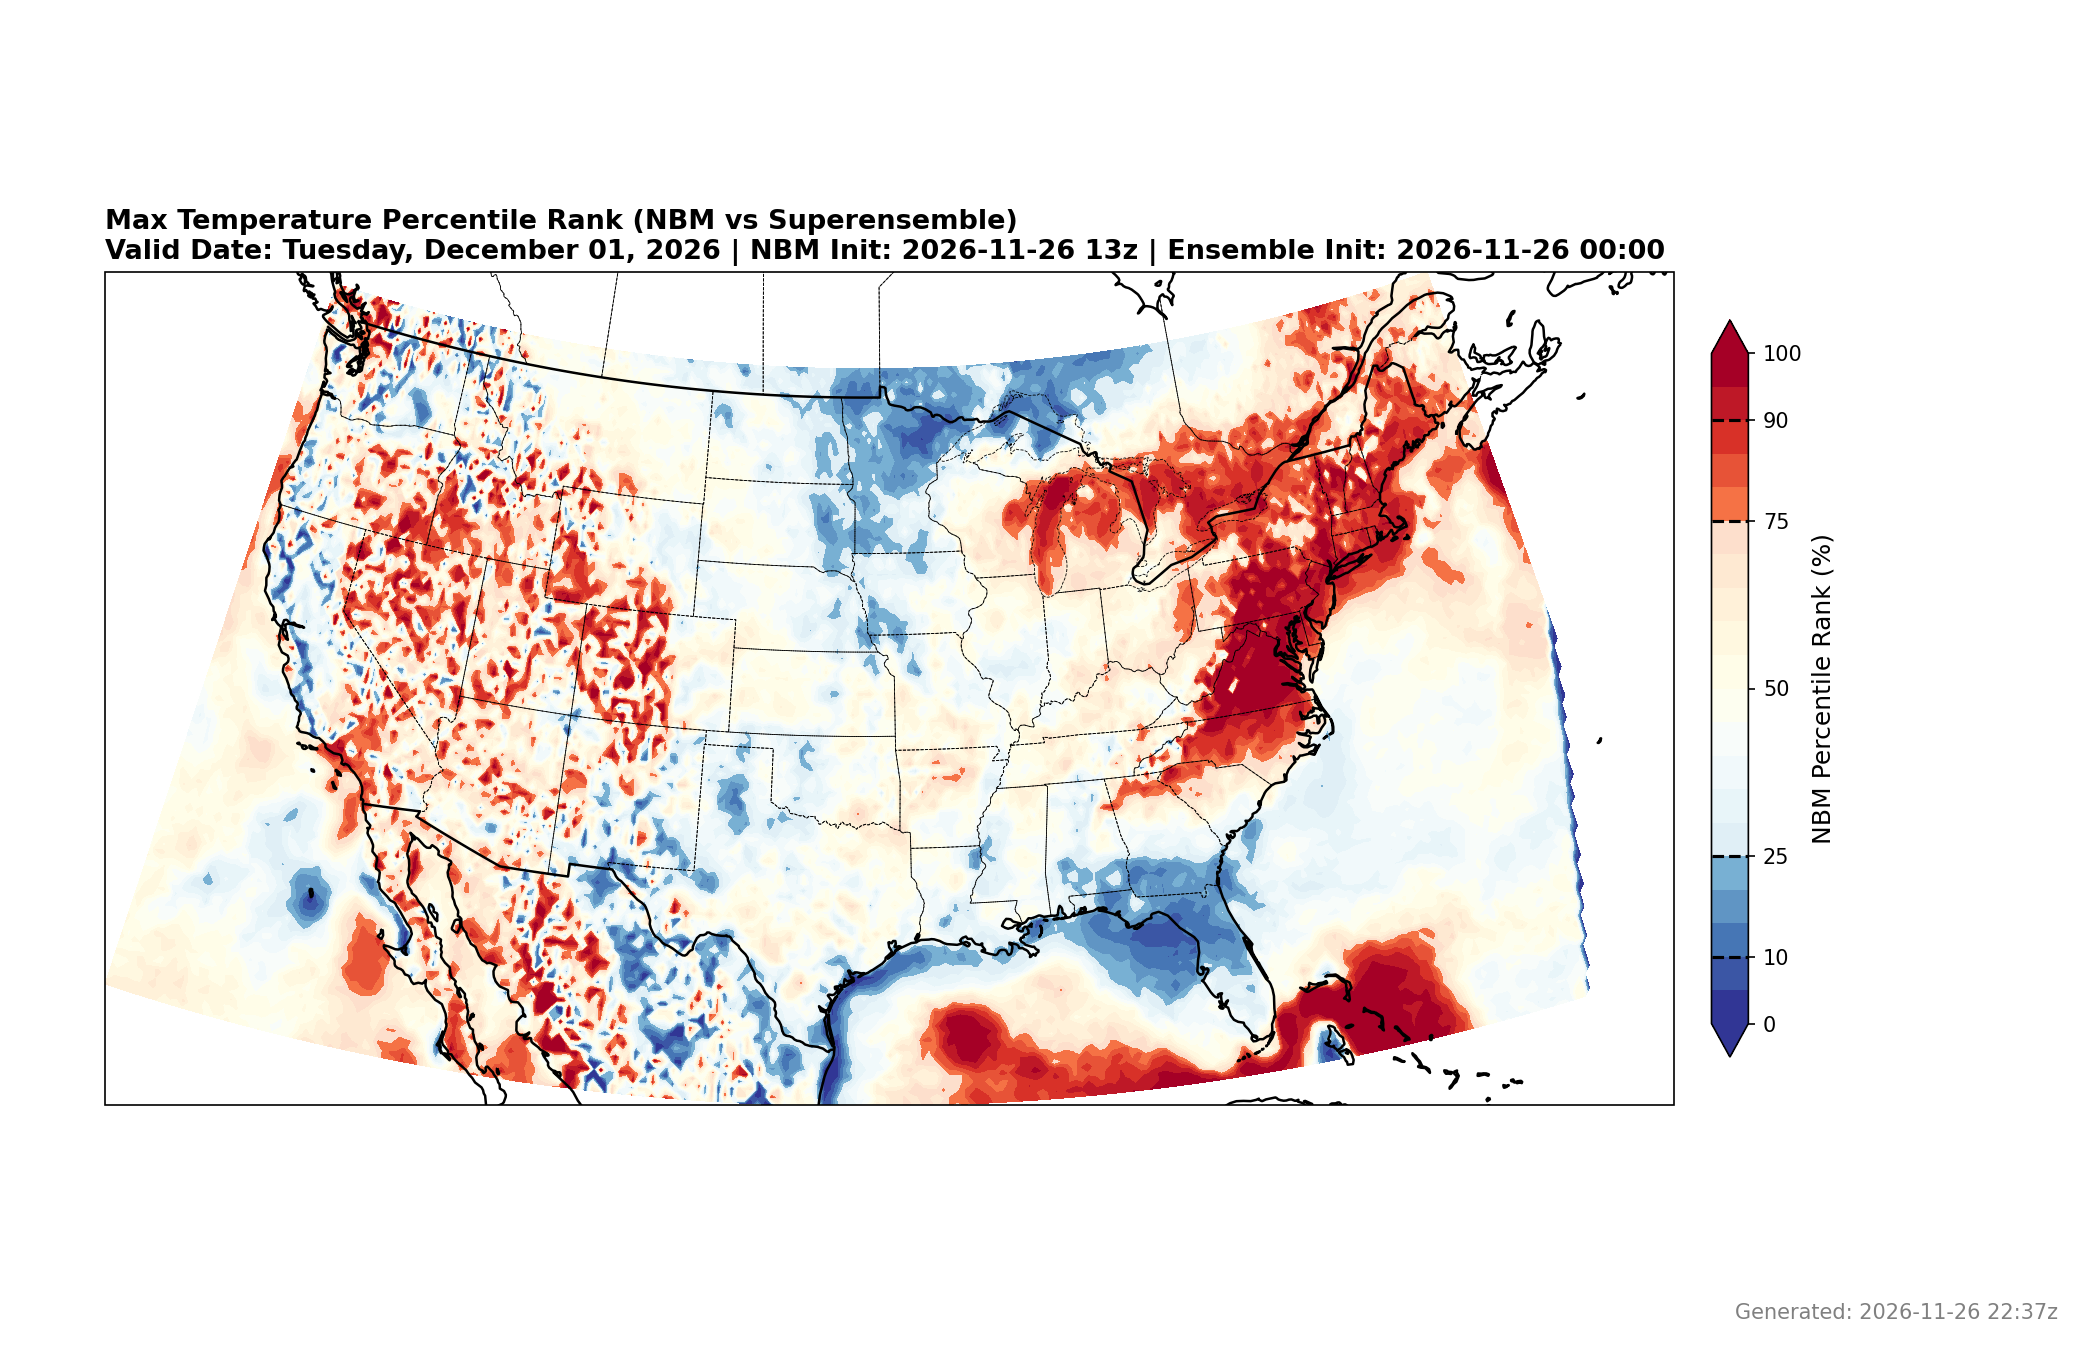 Max Temperature Percentile Rank (NBM vs Superensemble)
Valid Date: Tuesday, December 01, 2026 | NBM Init: 2026-11-26 13z | Ensemble Init: 2026-11-26 00:00
100
90
75
50
25
10
0
NBM Percentile Rank (%)
Generated: 2026-11-26 22:37z